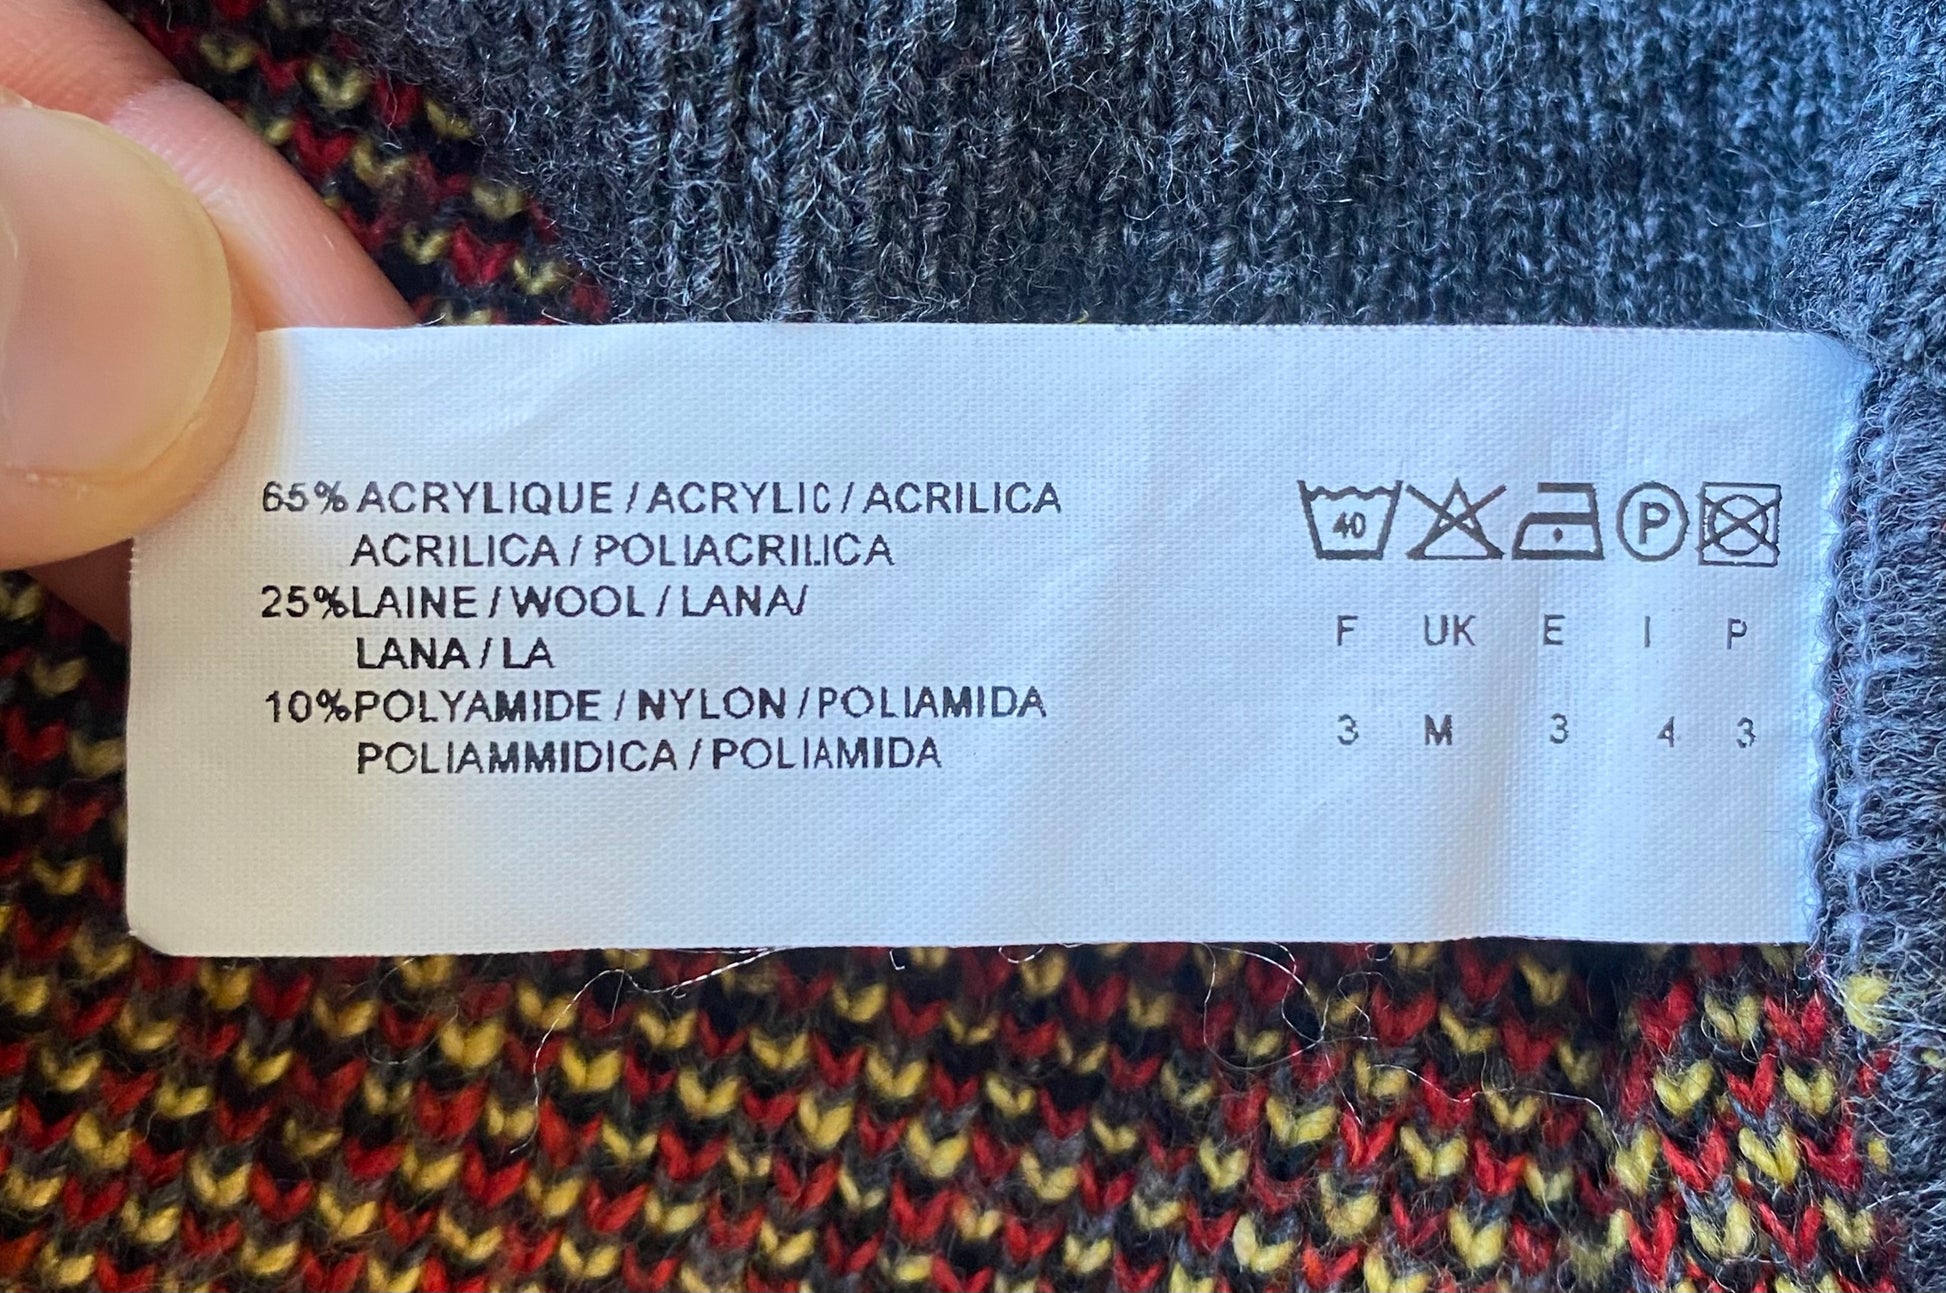 65% ACRYLIQUE / ACRYLIC / ACRILICA
ACRILICA / POLIACRILICA
25% LAINE / WOOL / LANA/
LANA / LA
10% POLYAMIDE / NYLON / POLIAMIDA
POLIAMMIDICA / POLIAMIDA
40 P
F UK E I P
3 M 3 4 3